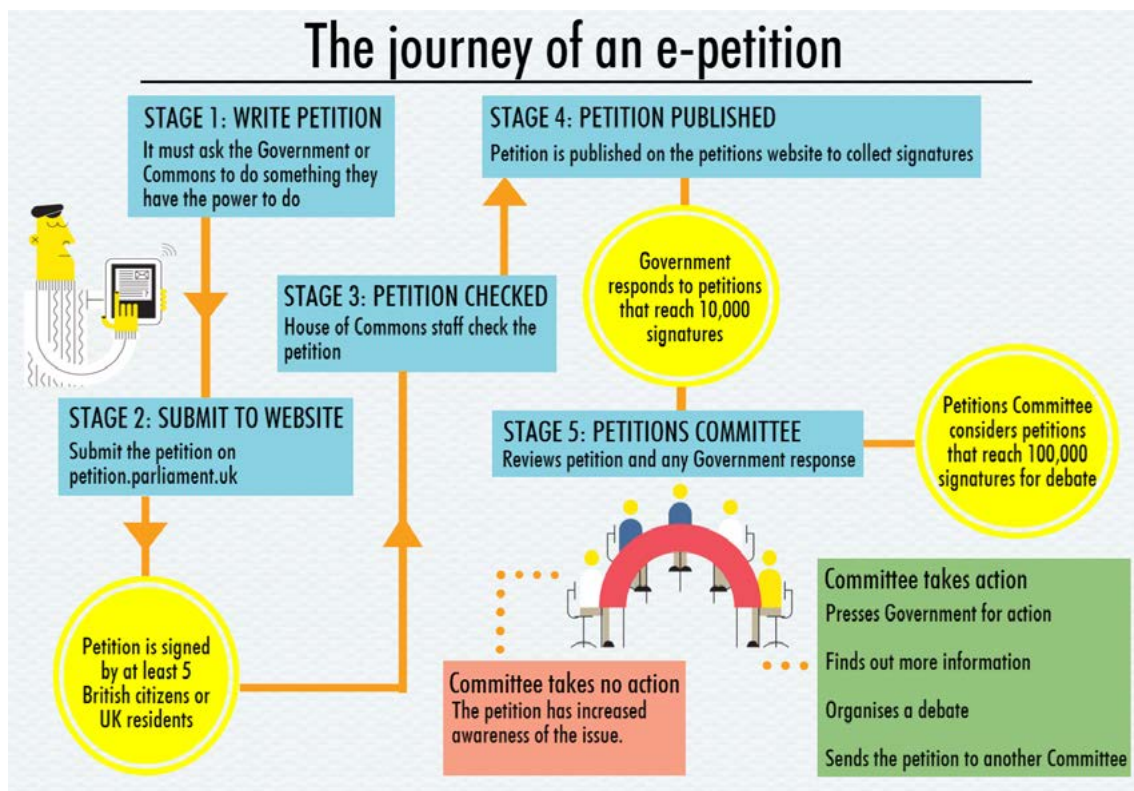 The journey of an e-petition
STAGE 1: WRITE PETITION
It must ask the Government or
Commons to do something they
have the power to do
STAGE 2: SUBMIT TO WEBSITE
Submit the petition on
petition.parliament.uk
Petition is signed
by at least 5
British citizens or
UK residents
STAGE 3: PETITION CHECKED
House of Commons staff check the
petition
STAGE 4: PETITION PUBLISHED
Petition is published on the petitions website to collect signatures
Government
responds to petitions
that reach 10,000
signatures
STAGE 5: PETITIONS COMMITTEE
Reviews petition and any Government response
Petitions Committee
considers petitions
that reach 100,000
signatures for debate
Committee takes no action
The petition has increased
awareness of the issue.
Committee takes action
Presses Government for action
Finds out more information
Organises a debate
Sends the petition to another Committee